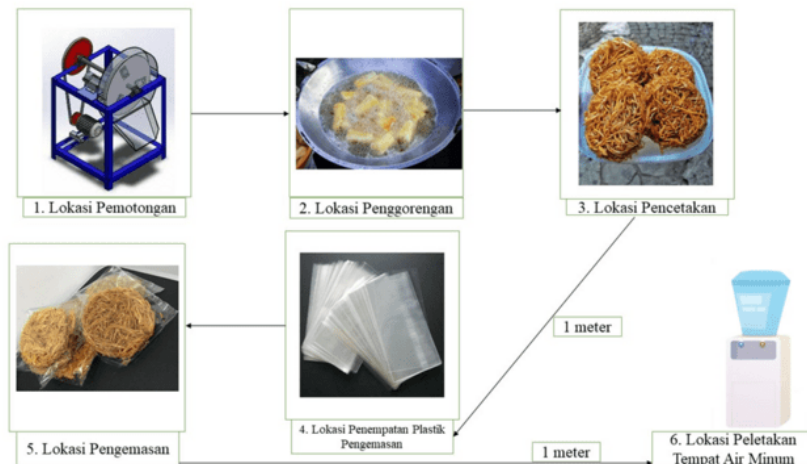 1. Lokasi Pemotongan
2. Lokasi Penggorengan
3. Lokasi Pencetakan
1 meter
4. Lokasi Penempatan Plastik
Pengemasan
5. Lokasi Pengemasan
1 meter
6. Lokasi Peletakan
Tempat Air Minum